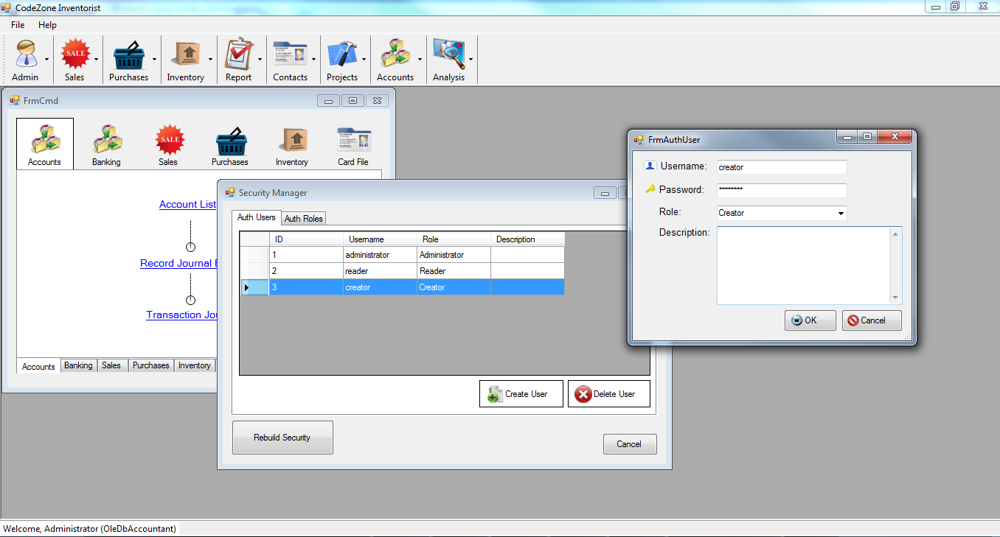 CodeZone Inventorist
File Help
Admin Sales Purchases Inventory Report Contacts Projects Accounts Analysis
SALE
FrmCmd
SALE
Accounts Banking Sales Purchases Inventory Card File
Account List
Record Journal E
Transaction Jou
Accounts Banking Sales Purchases Inventory
Security Manager
Auth Users Auth Roles
ID Username Role Description
1 administrator Administrator
2 reader Reader
3 creator Creator
Create User Delete User
Rebuild Security
Cancel
FrmAuthUser
Username: creator
Password: ********
Role: Creator
Description:
OK Cancel
Welcome, Administrator (OleDbAccountant)